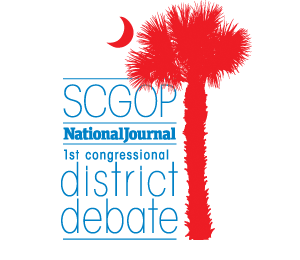 SCGOP
NationalJournal
1st congressional
district
debate